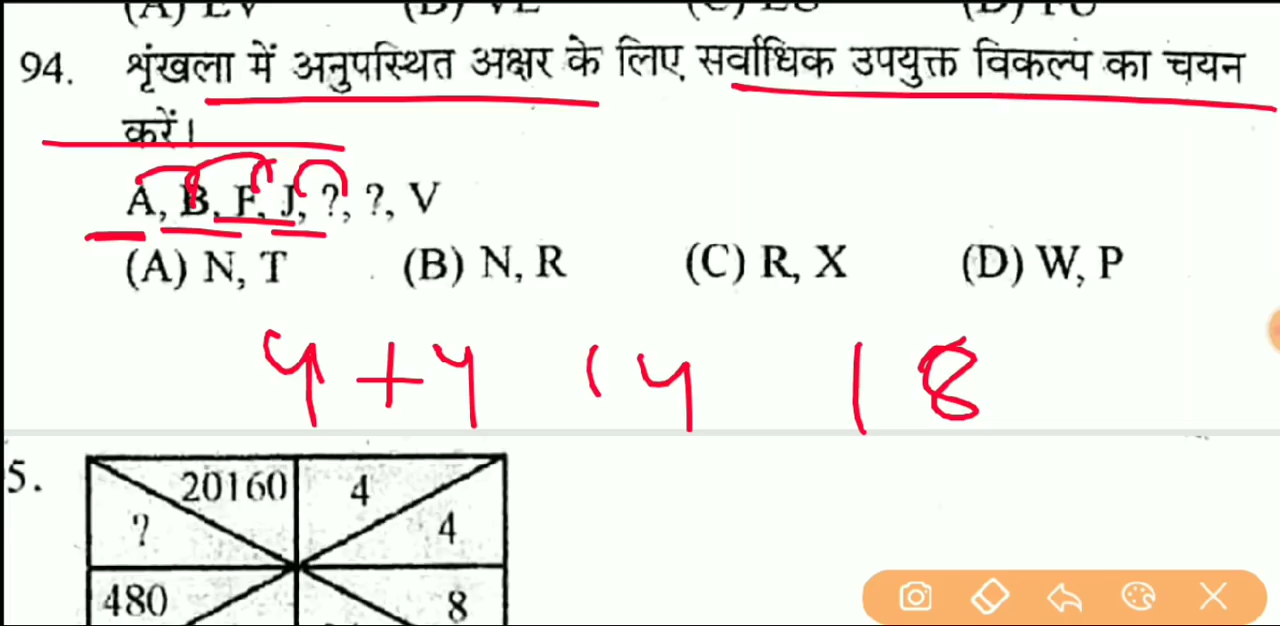 94. शृंखला में अनुपस्थित अक्षर के लिए सर्वाधिक उपयुक्त विकल्प का चयन
करें।
A, B, F, J, ?, ?, V
(A) N, T (B) N, R (C) R, X (D) W, P
4 + 4 14 18
5.
20160 4
? 4
480 8